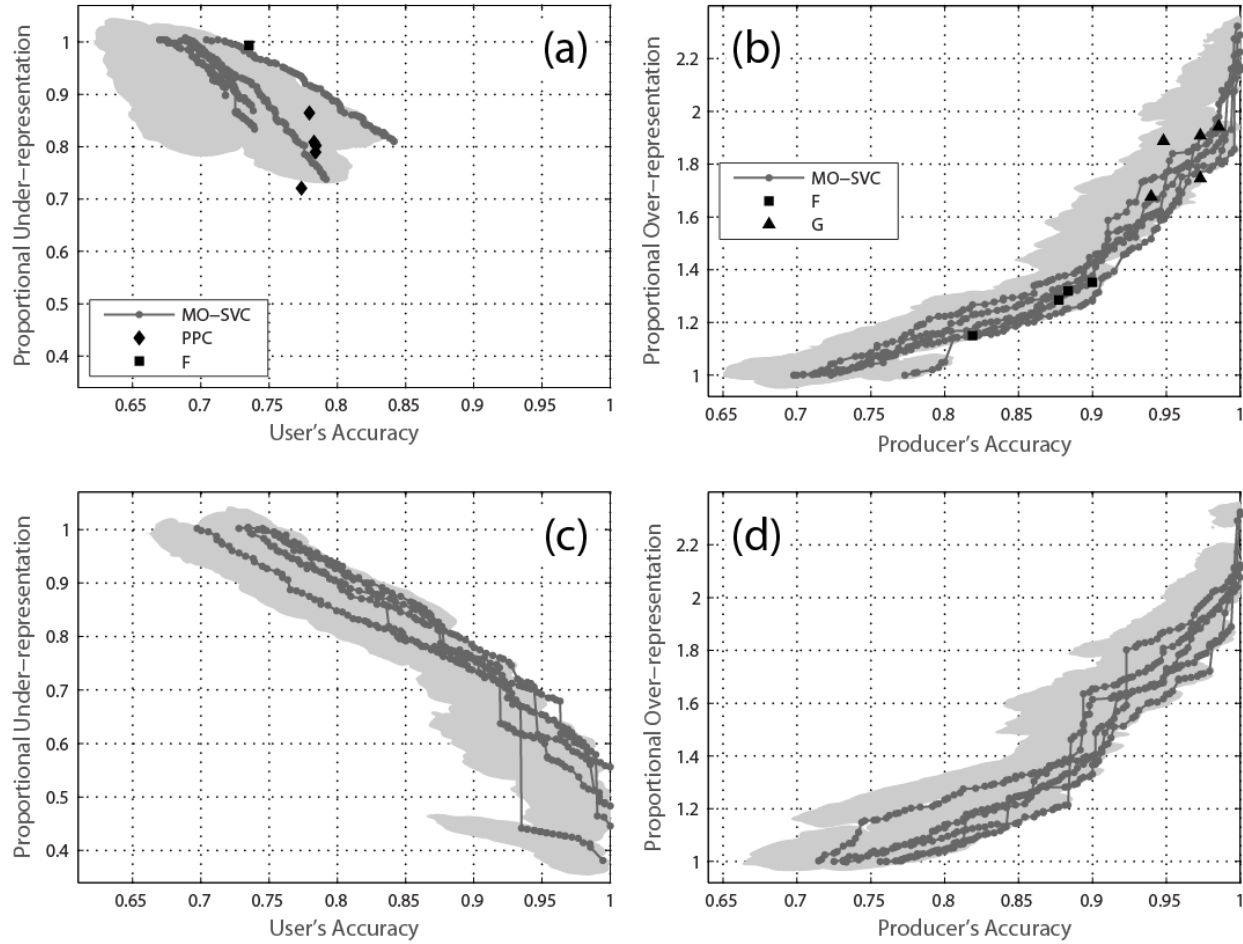 (a)
Proportional Under−representation
1
0.9
0.8
0.7
0.6
0.5
0.4
MO−SVC
PPC
F
0.65 0.7 0.75 0.8 0.85 0.9 0.95 1
User's Accuracy
(b)
Proportional Over−representation
2.2
2
1.8
1.6
1.4
1.2
1
MO−SVC
F
G
0.65 0.7 0.75 0.8 0.85 0.9 0.95 1
Producer's Accuracy
(c)
Proportional Under−representation
1
0.9
0.8
0.7
0.6
0.5
0.4
0.65 0.7 0.75 0.8 0.85 0.9 0.95 1
User's Accuracy
(d)
Proportional Over−representation
2.2
2
1.8
1.6
1.4
1.2
1
0.65 0.7 0.75 0.8 0.85 0.9 0.95 1
Producer's Accuracy